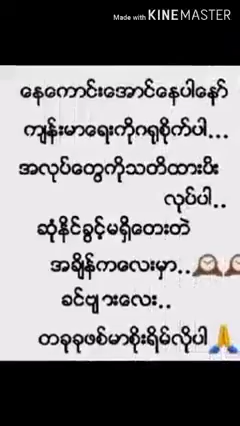 Made with KINEMASTER
နေကောင်းအောင်နေပါနော်
ကျန်းမာရေးကိုဂရုစိုက်ပါ...
အလုပ်တွေကိုသတိထားပီး
လုပ်ပါ..
ဆုံနိုင်ခွင့်မရှိတေးတဲ
အချိန်ကလေးမှာ..🕰🕰
ခင်ဗျားလေး..
တခုခုဖစ်မာစိုးရိမ်လို့ပါ🙏